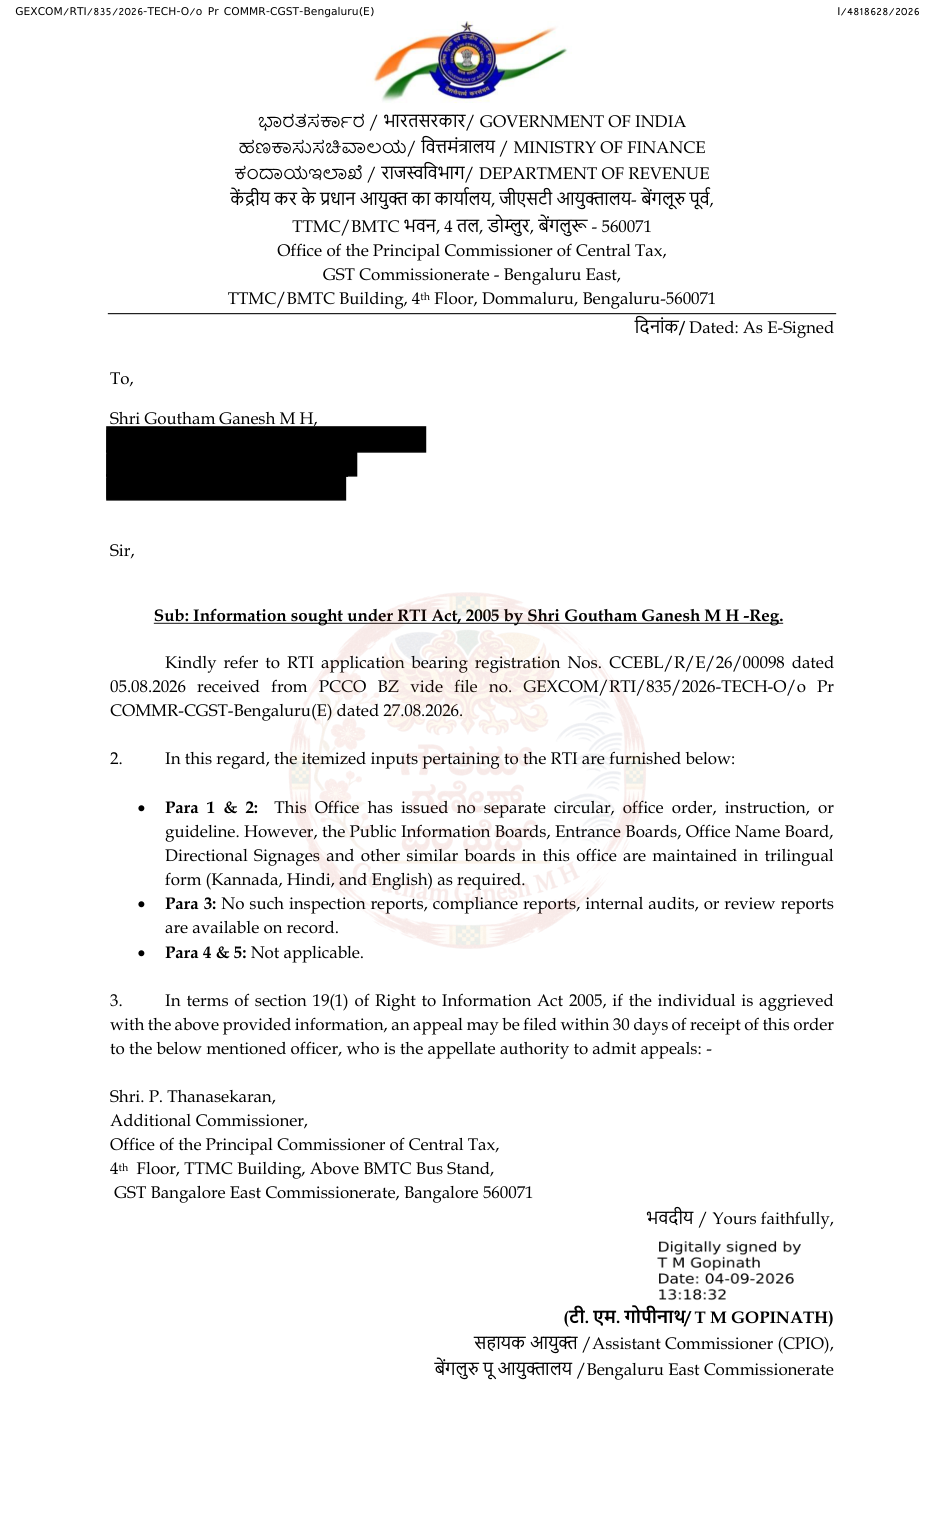 GEXCOM/RTI/835/2026-TECH-O/o Pr COMMR-CGST-Bengaluru(E)
I/4818628/2026
ಭಾರತಸರ್ಕಾರ / भारतसरकार/ GOVERNMENT OF INDIA
ಹಣಕಾಸುಸಚಿವಾಲಯ/ वित्तमंत्रालय / MINISTRY OF FINANCE
ಕಂದಾಯಇಲಾಖೆ / राजस्वविभाग/ DEPARTMENT OF REVENUE
केंद्रीय कर के प्रधान आयुक्त का कार्यालय, जीएसटी आयुक्तालय- बेंगलूरु पूर्व,
TTMC/BMTC भवन, 4 तल, डोम्लुर, बेंगलुरू - 560071
Office of the Principal Commissioner of Central Tax,
GST Commissionerate - Bengaluru East,
TTMC/BMTC Building, 4th Floor, Dommaluru, Bengaluru-560071
दिनांक/ Dated: As E-Signed
To,
Shri Goutham Ganesh M H,
Sir,
Sub: Information sought under RTI Act, 2005 by Shri Goutham Ganesh M H -Reg.
Kindly refer to RTI application bearing registration Nos. CCEBL/R/E/26/00098 dated
05.08.2026 received from PCCO BZ vide file no. GEXCOM/RTI/835/2026-TECH-O/o Pr
COMMR-CGST-Bengaluru(E) dated 27.08.2026.
2. In this regard, the itemized inputs pertaining to the RTI are furnished below:
• Para 1 & 2: This Office has issued no separate circular, office order, instruction, or
guideline. However, the Public Information Boards, Entrance Boards, Office Name Board,
Directional Signages and other similar boards in this office are maintained in trilingual
form (Kannada, Hindi, and English) as required.
• Para 3: No such inspection reports, compliance reports, internal audits, or review reports
are available on record.
• Para 4 & 5: Not applicable.
ಗೌತಮ್
ಗಣೇಶ್
Goutham Ganesh M H
3. In terms of section 19(1) of Right to Information Act 2005, if the individual is aggrieved
with the above provided information, an appeal may be filed within 30 days of receipt of this order
to the below mentioned officer, who is the appellate authority to admit appeals: -
Shri. P. Thanasekaran,
Additional Commissioner,
Office of the Principal Commissioner of Central Tax,
4th Floor, TTMC Building, Above BMTC Bus Stand,
GST Bangalore East Commissionerate, Bangalore 560071
भवदीय / Yours faithfully,
Digitally signed by
T M Gopinath
Date: 04-09-2026
13:18:32
(टी. एम. गोपीनाथ/ T M GOPINATH)
सहायक आयुक्त /Assistant Commissioner (CPIO),
बेंगलुरु पू आयुक्तालय /Bengaluru East Commissionerate